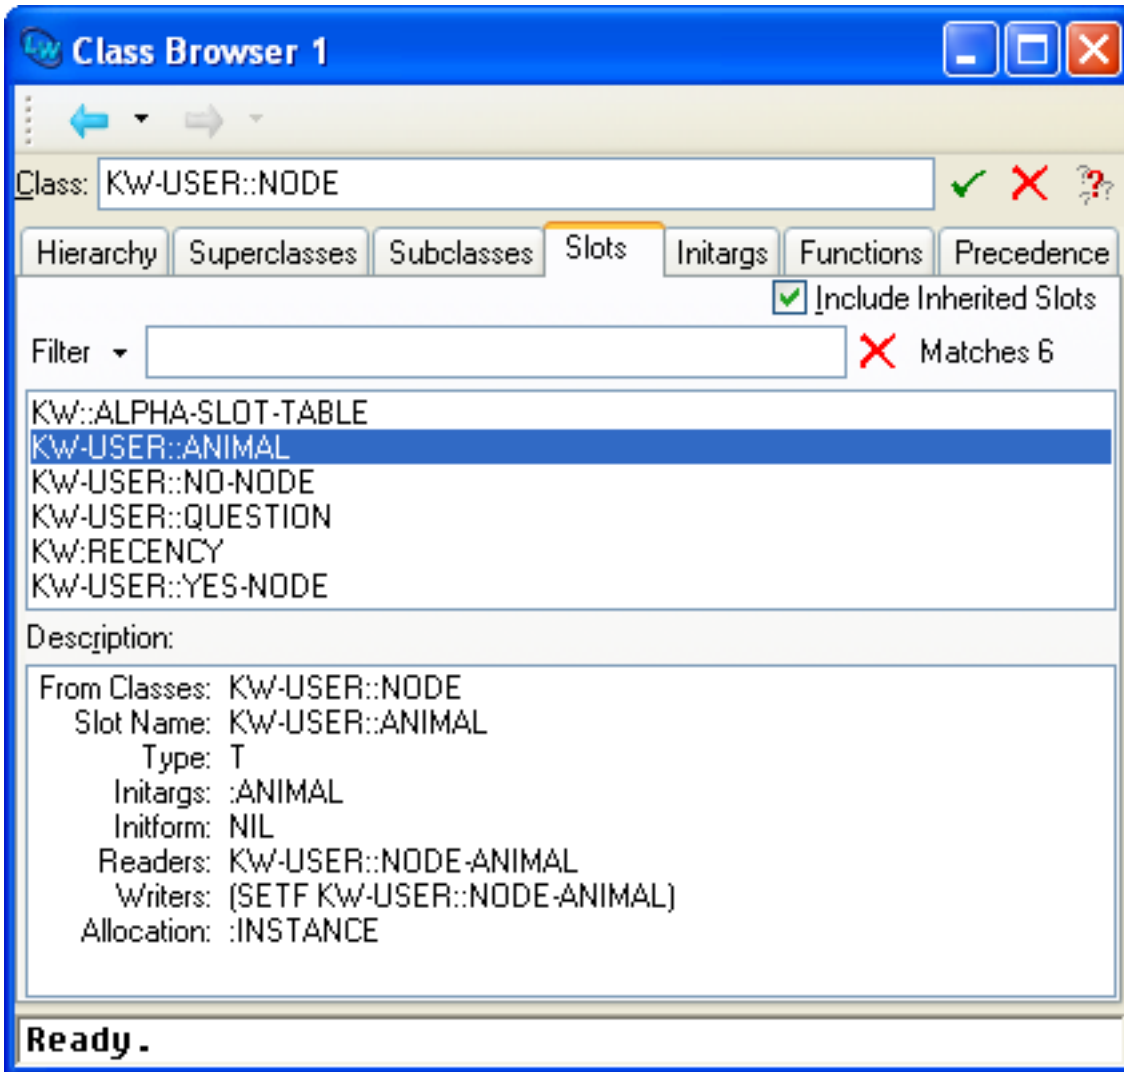 LW Class Browser 1
Class: KW-USER::NODE
Hierarchy Superclasses Subclasses Slots Initargs Functions Precedence
Include Inherited Slots
Filter Matches 6
KW::ALPHA-SLOT-TABLE
KW-USER::ANIMAL
KW-USER::NO-NODE
KW-USER::QUESTION
KW:RECENCY
KW-USER::YES-NODE
Description:
From Classes: KW-USER::NODE
Slot Name: KW-USER::ANIMAL
Type: T
Initargs: :ANIMAL
Initform: NIL
Readers: KW-USER::NODE-ANIMAL
Writers: (SETF KW-USER::NODE-ANIMAL)
Allocation: :INSTANCE
Ready.